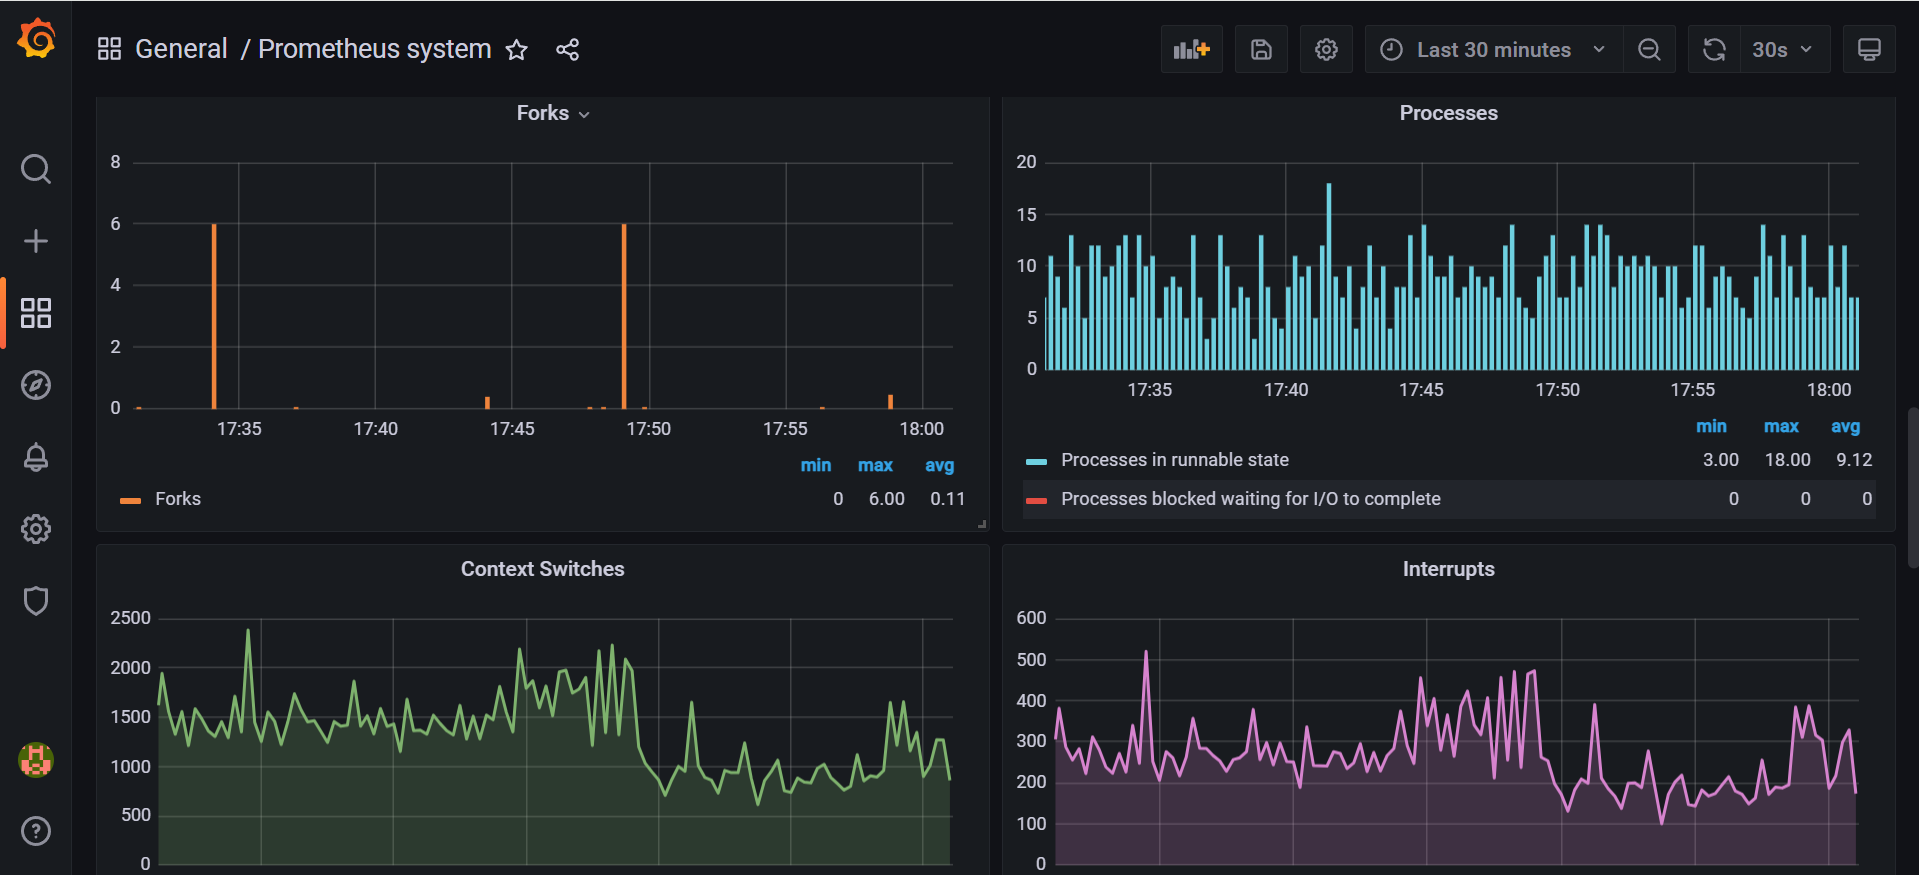 General / Prometheus system
Last 30 minutes
30s
Forks
8
6
4
2
0
17:35 17:40 17:45 17:50 17:55 18:00
min max avg
Forks 0 6.00 0.11
Processes
20
15
10
5
0
17:35 17:40 17:45 17:50 17:55 18:00
min max avg
Processes in runnable state 3.00 18.00 9.12
Processes blocked waiting for I/O to complete 0 0 0
Context Switches
2500
2000
1500
1000
500
0
Interrupts
600
500
400
300
200
100
0